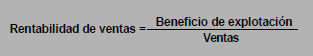 Rentabilidad de ventas = Beneficio de explotación
Ventas